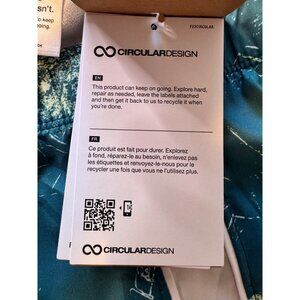 sn't.
F23CIRCULAR
CIRCULARDESIGN
EN
This product can keep on going. Explore hard,
repair as needed, leave the labels attached
and then get it back to us to recycle it when
you're done.
FR
Ce produit est fait pour durer. Explorez
à fond, réparez-le au besoin, n'enlevez pas
les étiquettes et renvoyez-le-nous pour le
recycler une fois que vous ne l'utilisez plus.
CIRCULARDESIGN